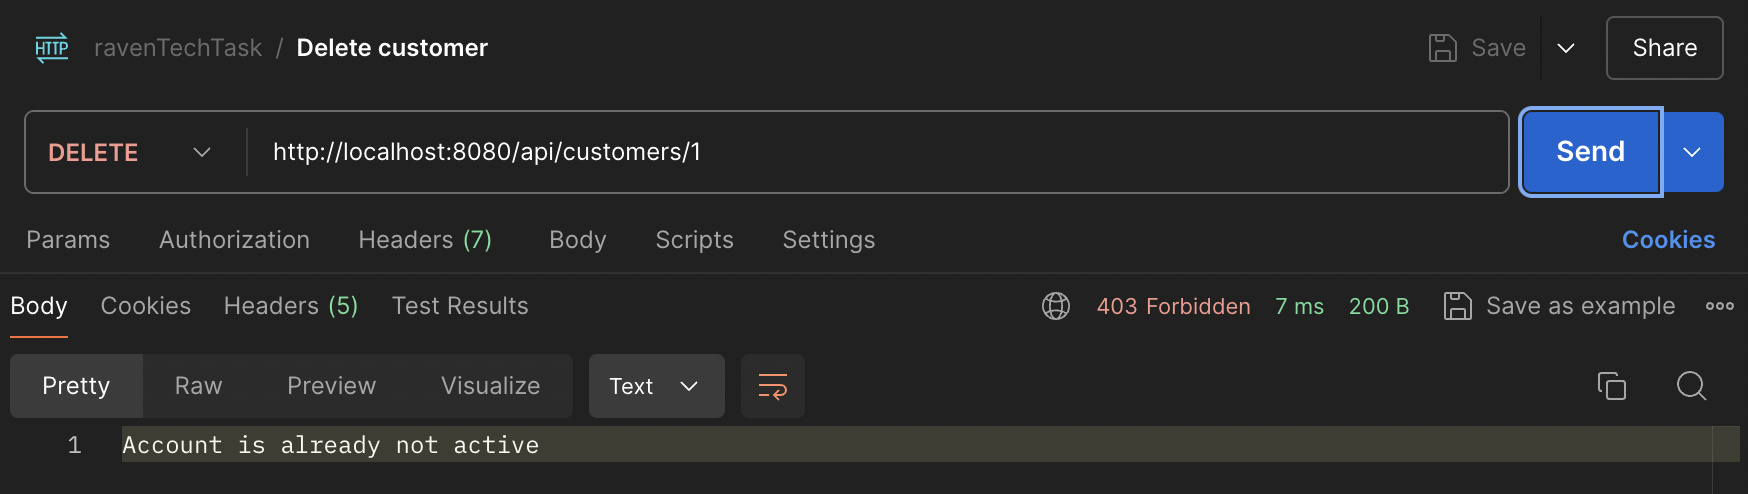 HTTP ravenTechTask / Delete customer Save Share
DELETE http://localhost:8080/api/customers/1 Send
Params Authorization Headers (7) Body Scripts Settings Cookies
Body Cookies Headers (5) Test Results 403 Forbidden 7 ms 200 B Save as example
Pretty Raw Preview Visualize Text
1 Account is already not active